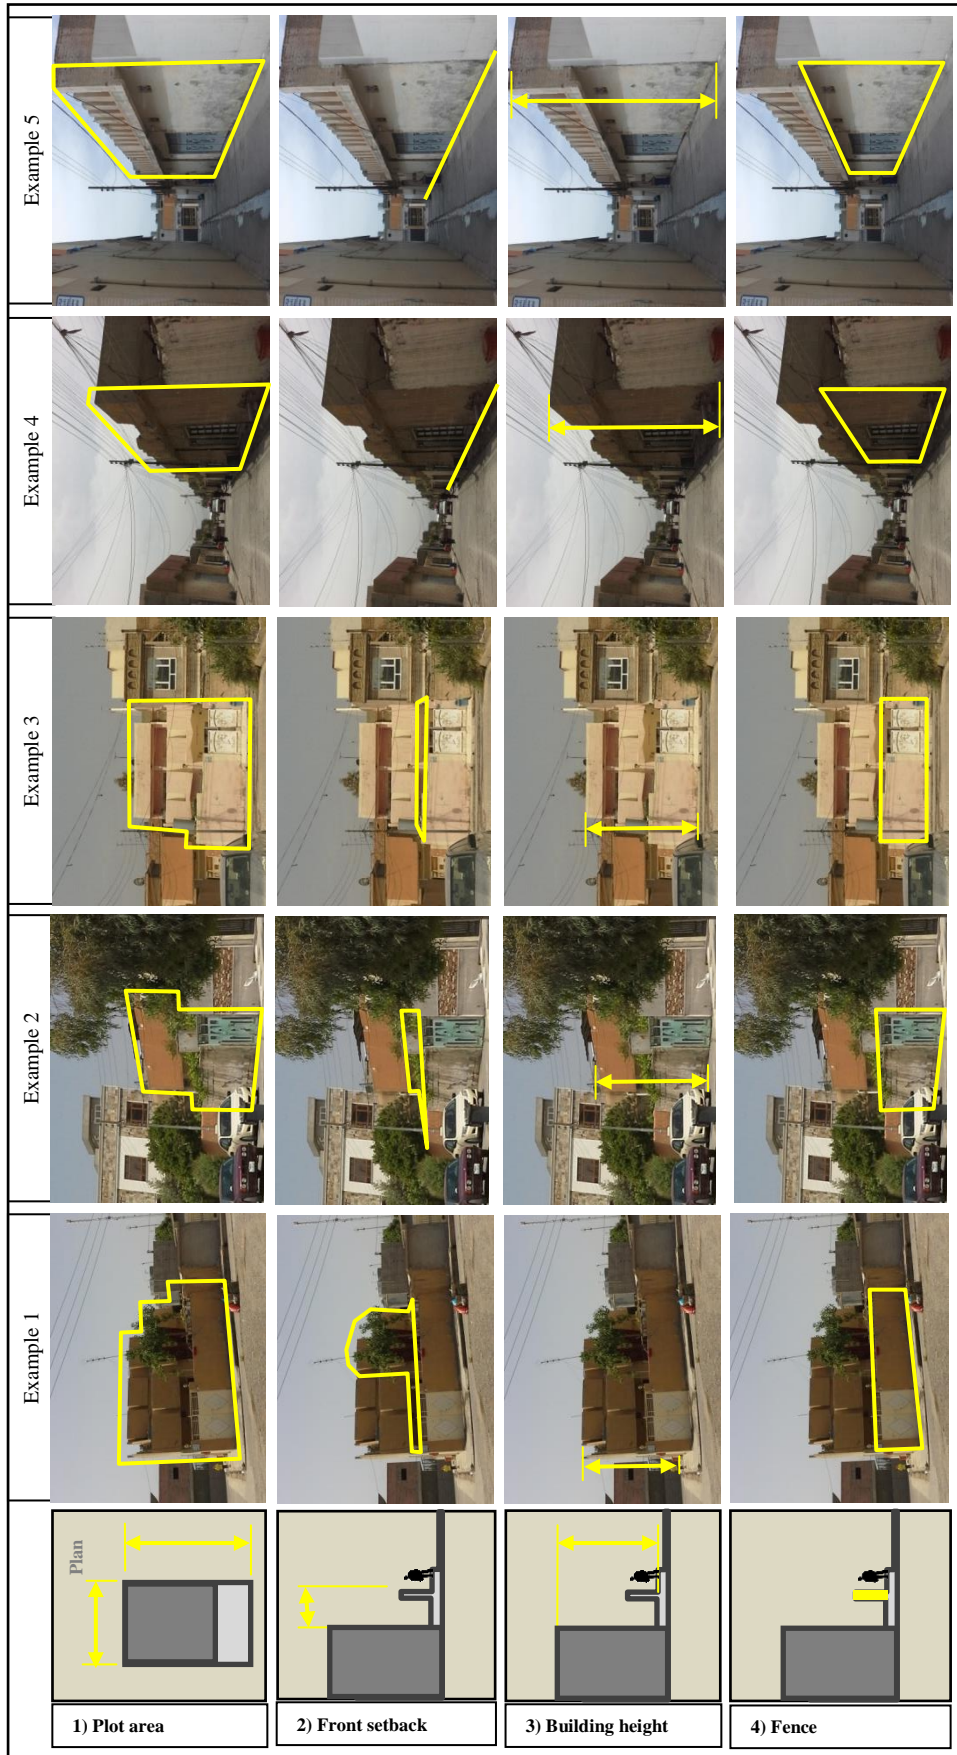 Example 5
Example 4
Example 3
Example 2
Example 1
Plan
1) Plot area
2) Front setback
3) Building height
4) Fence